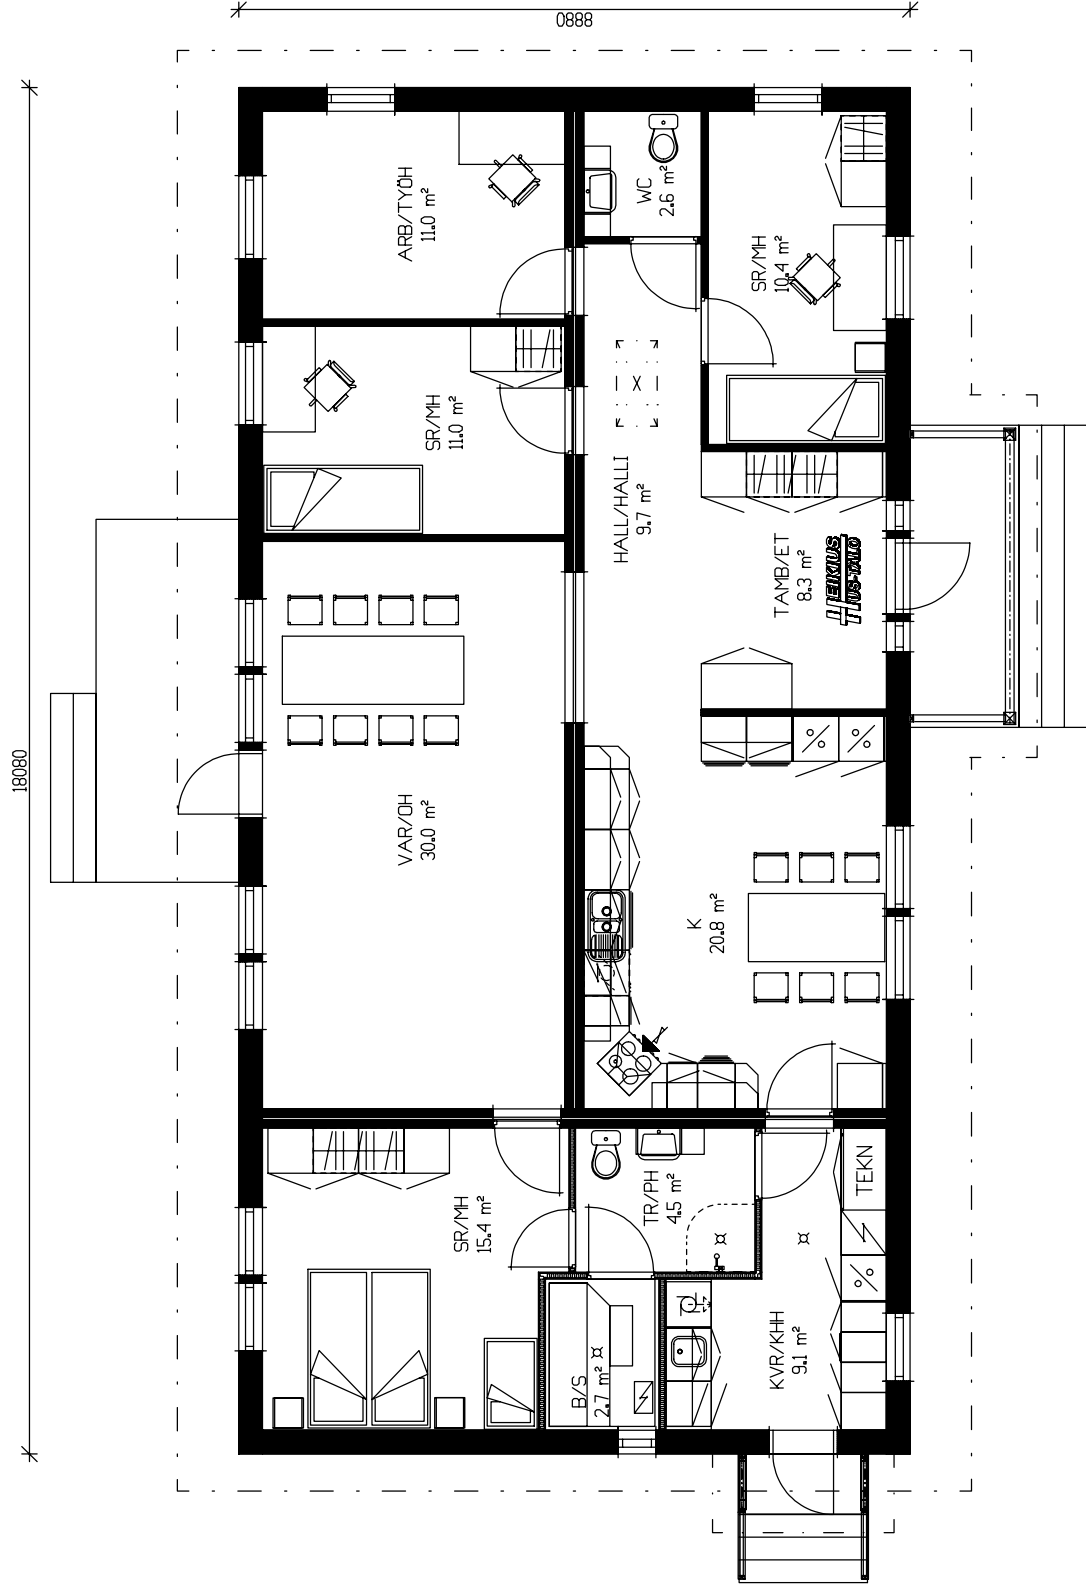 8880
18080
ARB/TYÖH
11.0 m²
WC
2.6 m²
SR/MH
10.4 m²
SR/MH
11.0 m²
HALL/HALLI
9.7 m²
TAMB/ET
8.3 m²
HEIKIUS
HUS-TALO
VAR/OH
30.0 m²
K
20.8 m²
SR/MH
15.4 m²
TR/PH
4.5 m²
TEKN
B/S
2.7 m²
KVR/KHH
9.1 m²